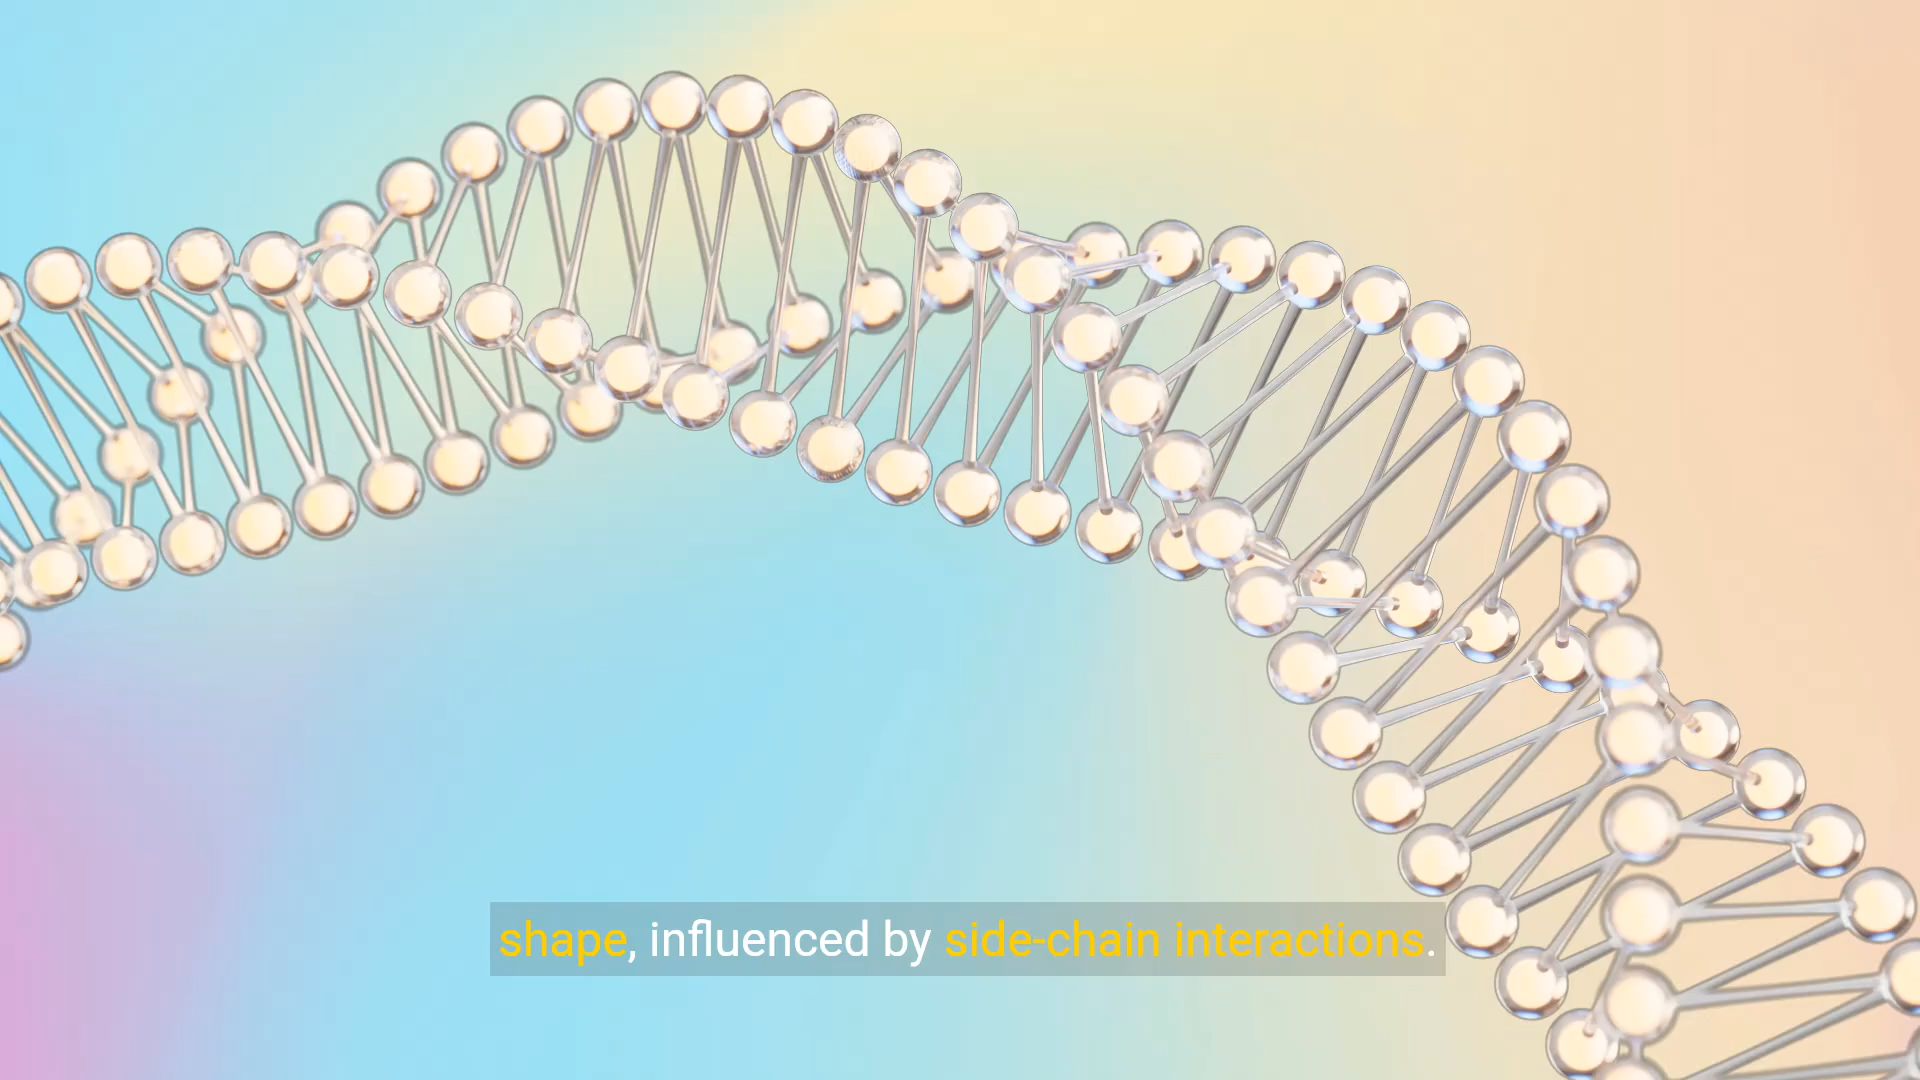 shape, influenced by side-chain interactions.